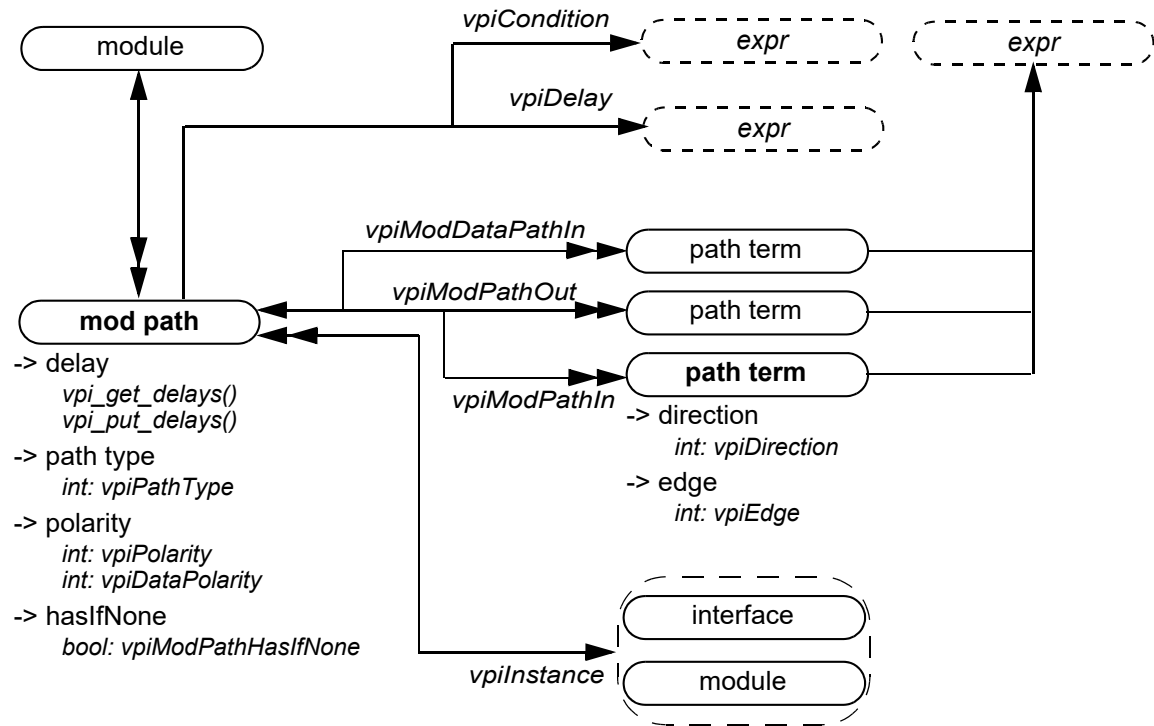 vpiCondition
module
expr
expr
vpiDelay
expr
vpiModDataPathIn
path term
vpiModPathOut
path term
mod path
path term
vpiModPathIn
-> delay
vpi_get_delays()
vpi_put_delays()
-> path type
int: vpiPathType
-> polarity
int: vpiPolarity
int: vpiDataPolarity
-> hasIfNone
bool: vpiModPathHasIfNone
-> direction
int: vpiDirection
-> edge
int: vpiEdge
interface
vpiInstance
module